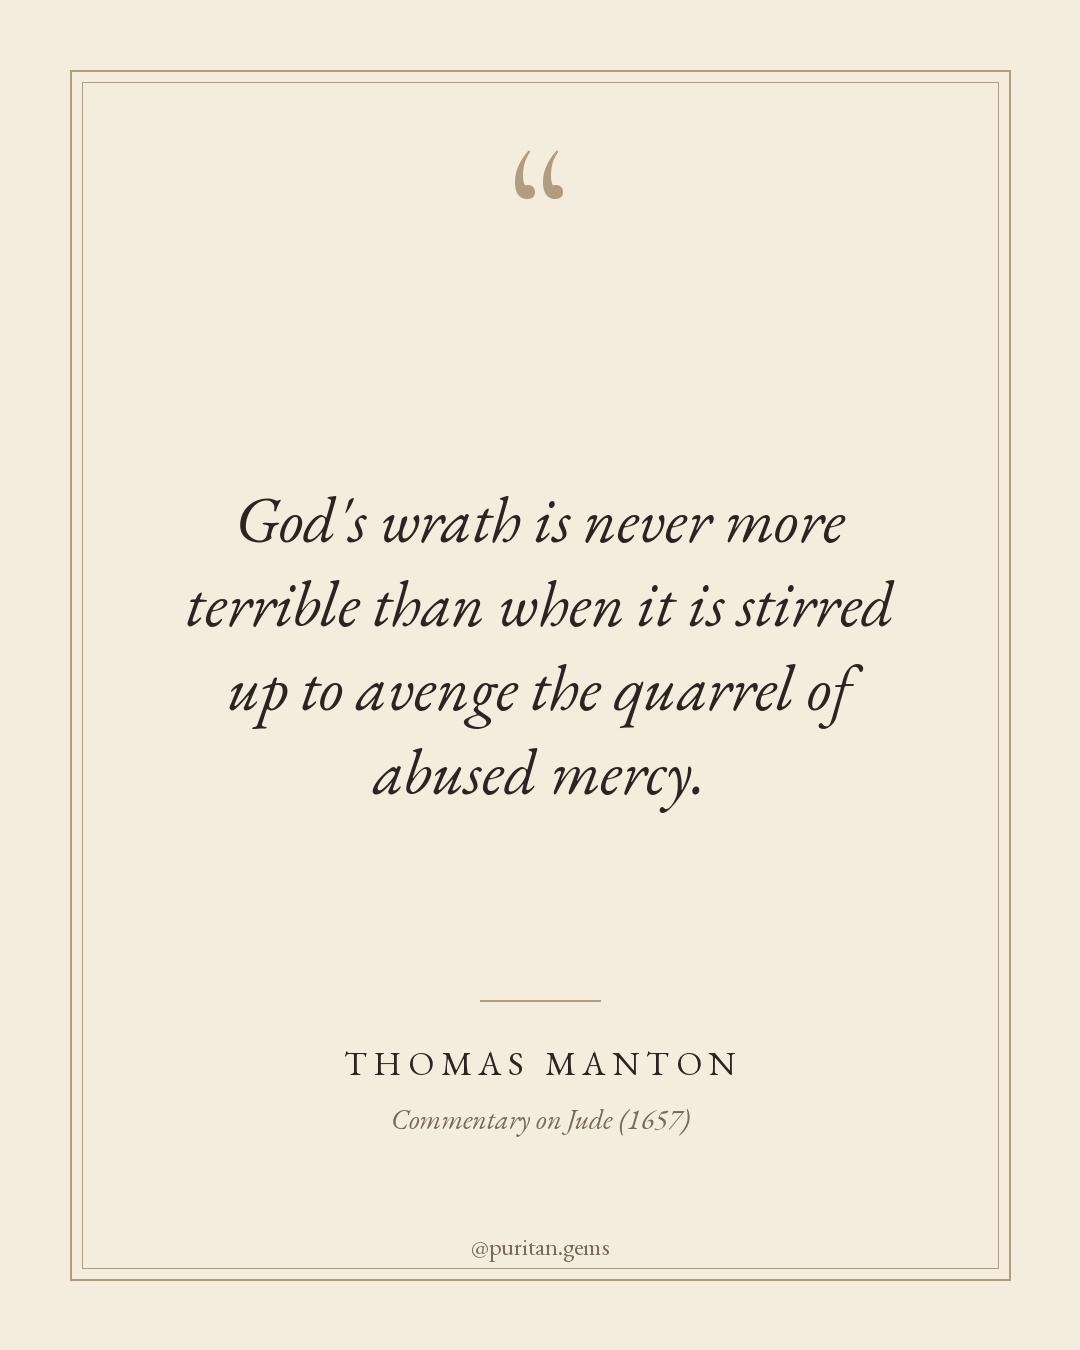 “
God's wrath is never more
terrible than when it is stirred
up to avenge the quarrel of
abused mercy.
THOMAS MANTON
Commentary on Jude (1657)
@puritan.gems